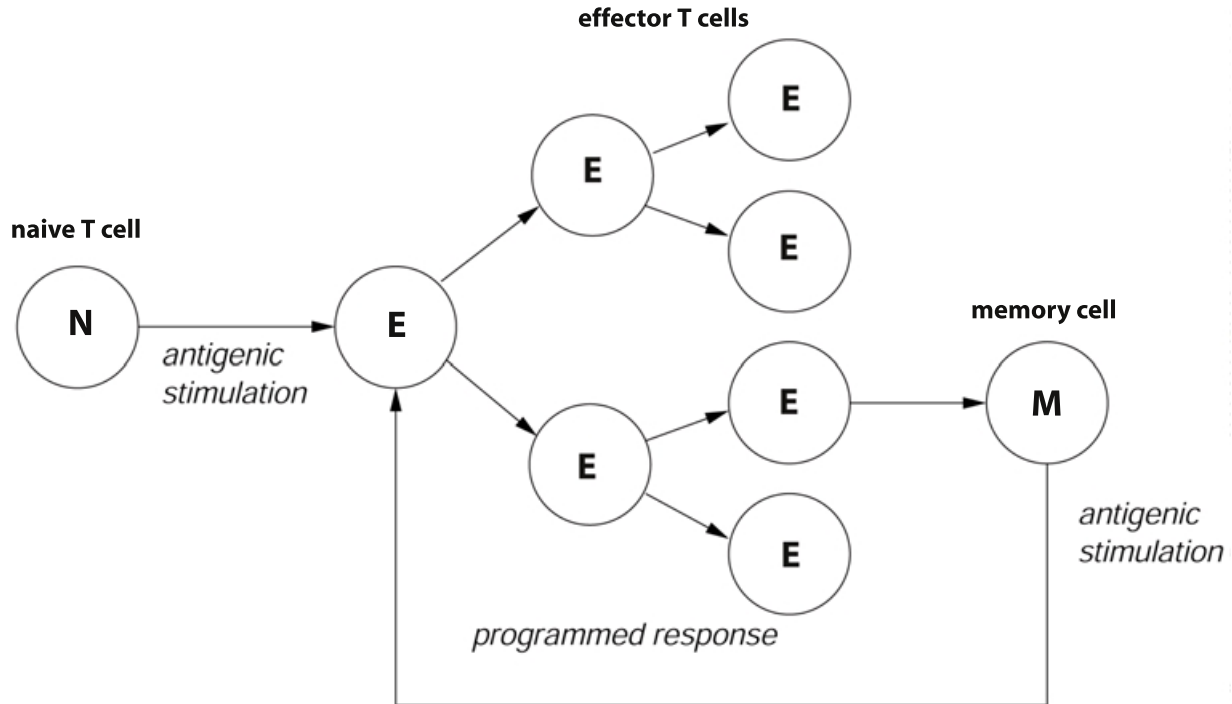 effector T cells
E
E
E
naive T cell
N
antigenic
stimulation
E
E
E
E
memory cell
M
antigenic
stimulation
programmed response